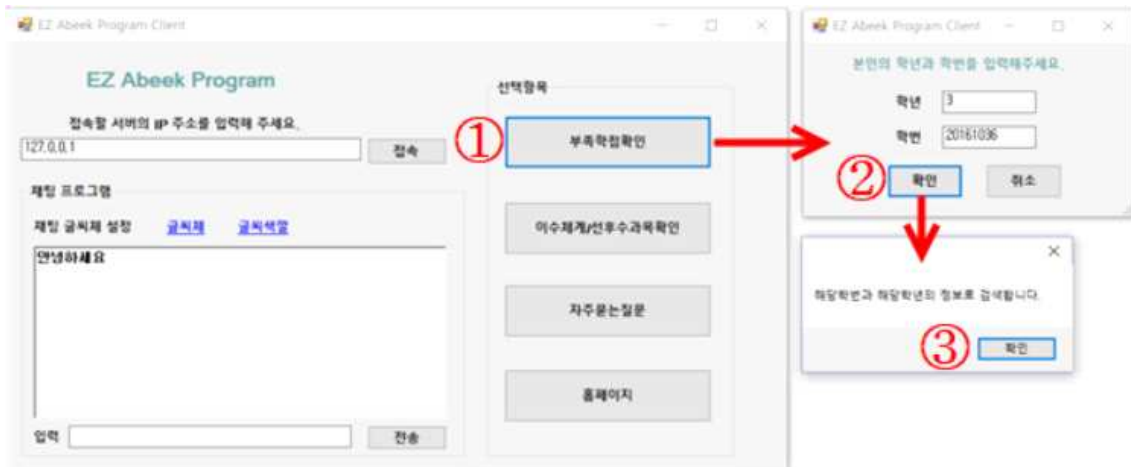 EZ Abeek Program Client
EZ Abeek Program
접속할 서버의 IP 주소를 입력해 주세요.
127.0.0.1
접속
채팅 프로그램
채팅 글씨체 설정 글씨체 글씨색깔
안녕하세요
입력
전송
선택항목
① 부족학점확인
이수체계/선후수과목확인
자주묻는질문
홈페이지
EZ Abeek Program Client
본인의 학년과 학번을 입력해주세요.
학년 3
학번 20161036
② 확인 취소
해당학번과 해당학년의 정보로 검색합니다.
③ 확인